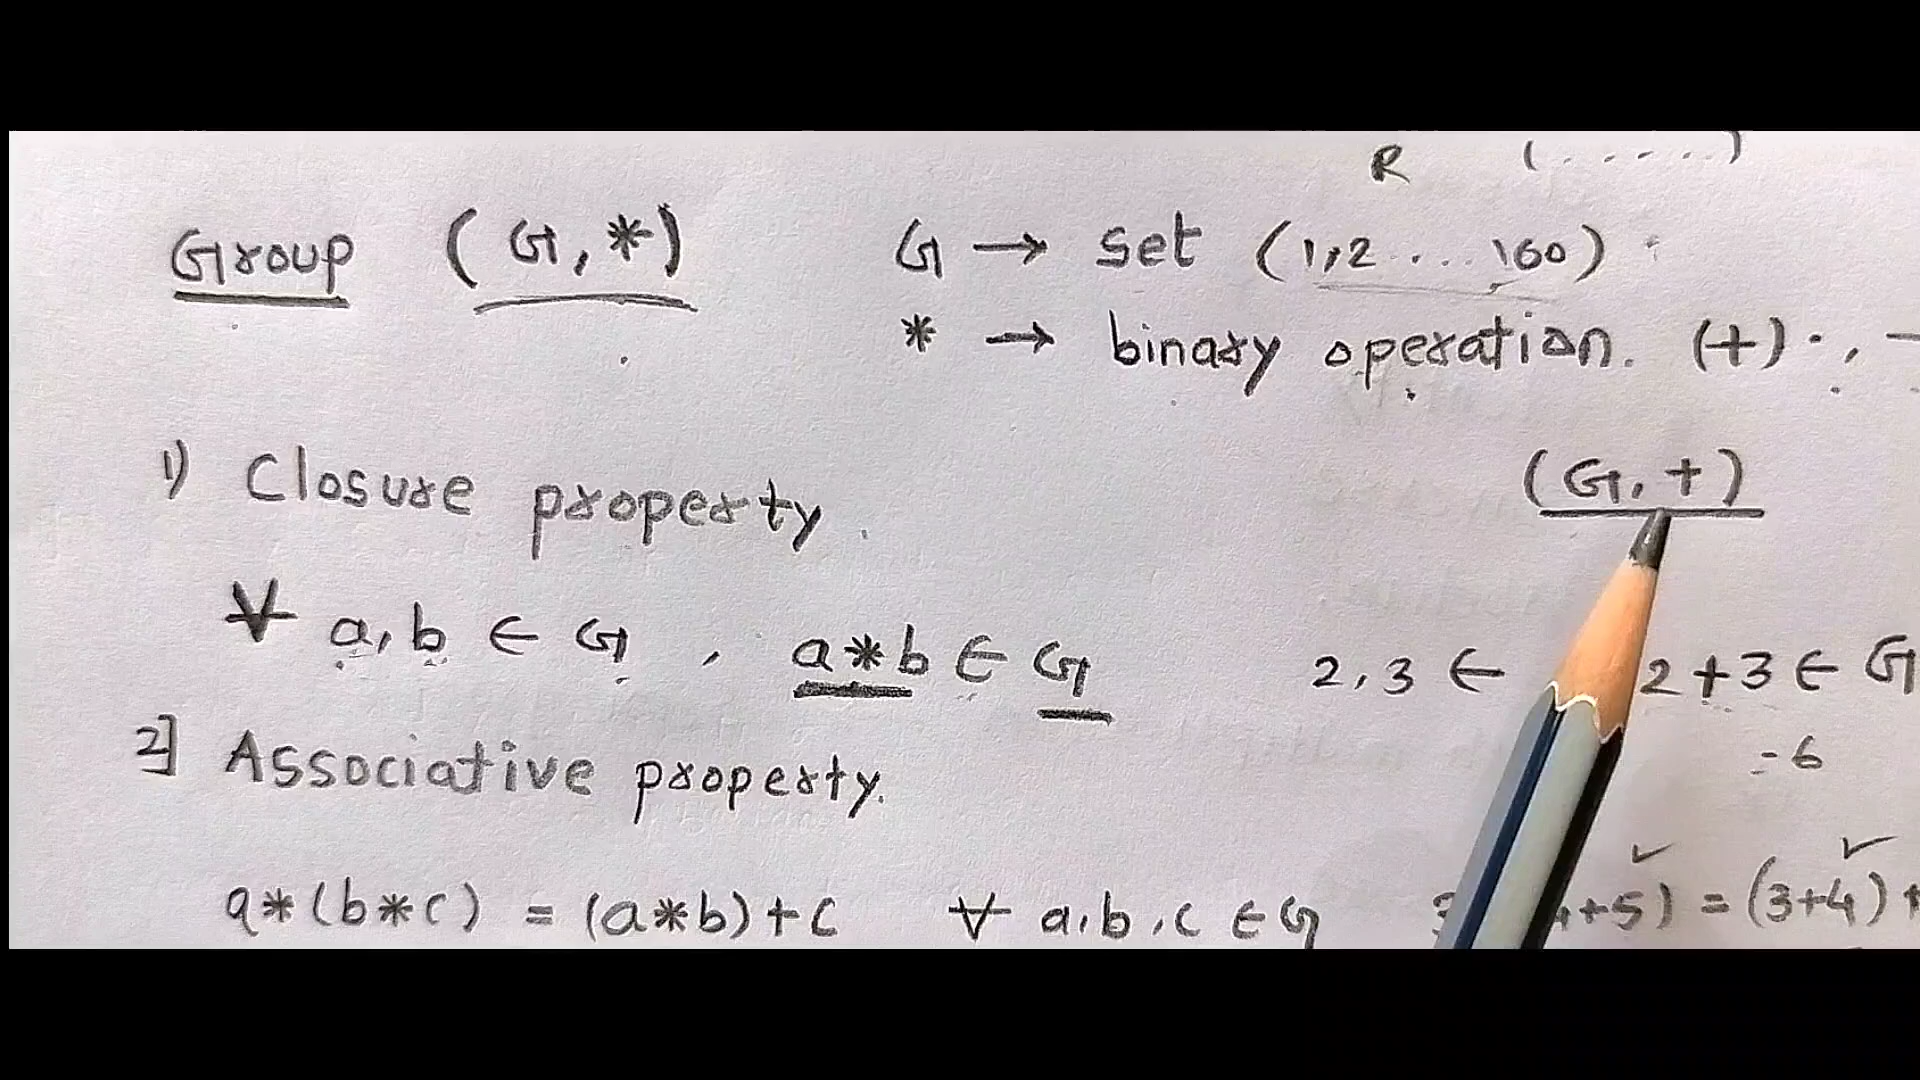 R (.....)
Group (G,*) G → set (1,2 ... 100)
* → binary operation. (+) · , -
1) Closure property.
(G,+)
∀ a,b ∈ G , a*b ∈ G 2,3 ∈ 2+3 ∈ G
=6
2] Associative property.
a*(b*c) = (a*b)+c ∀ a,b,c ∈ G +5) = (3+4)+